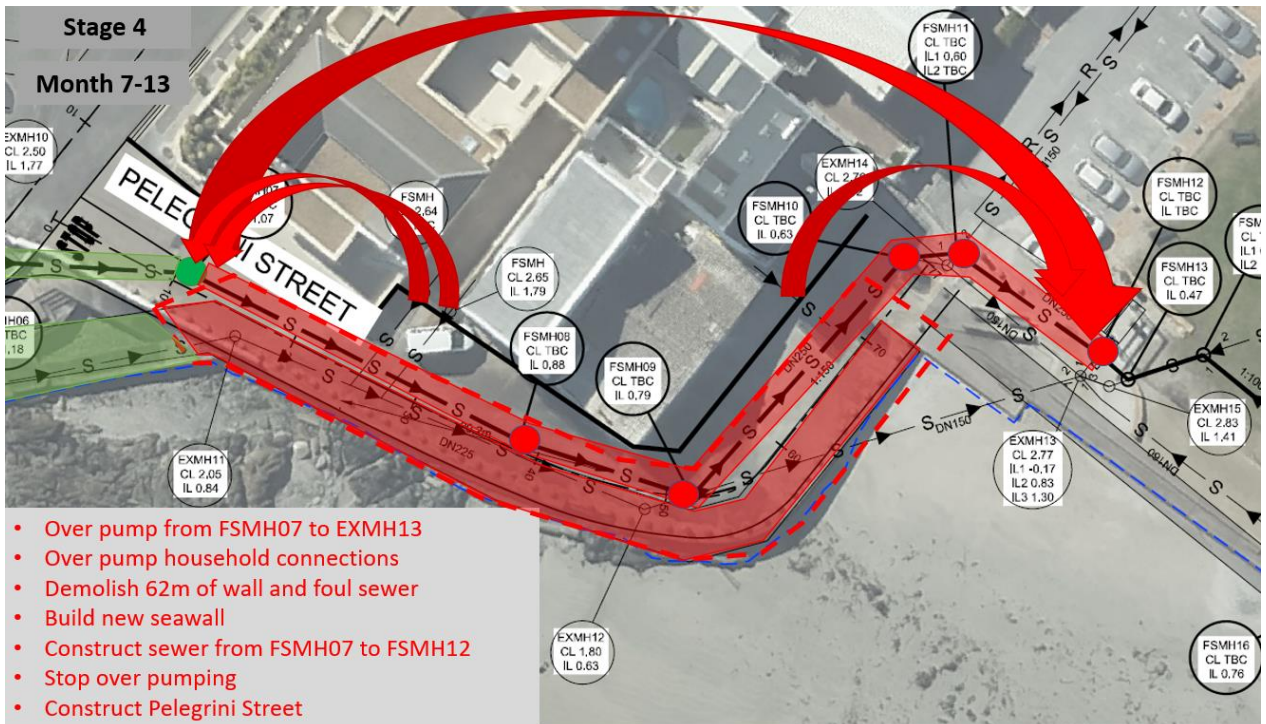 Stage 4
Month 7-13
EXMH10
CL 2.50
IL 1,77
PELEGRINI STREET
FSMH
2,64
FSMH
CL 2.65
IL 1,79
FSMH08
CL TBC
IL 0,88
FSMH09
CL TBC
IL 0,79
FSMH10
CL TBC
IL 0.63
EXMH14
FSMH11
CL TBC
IL1 0,60
IL2 TBC
FSMH12
CL TBC
IL TBC
FSMH13
CL TBC
IL 0.47
EXMH15
CL 2.83
IL 1,41
EXMH13
CL 2.77
IL1 -0.17
IL2 0.83
IL3 1.30
EXMH11
CL 2,05
IL 0.84
EXMH12
CL 1,80
IL 0.63
FSMH16
CL TBC
IL 0.76
DN225
DN250
1:150
DN150
DN160
DN160
S
R
• Over pump from FSMH07 to EXMH13
• Over pump household connections
• Demolish 62m of wall and foul sewer
• Build new seawall
• Construct sewer from FSMH07 to FSMH12
• Stop over pumping
• Construct Pelegrini Street